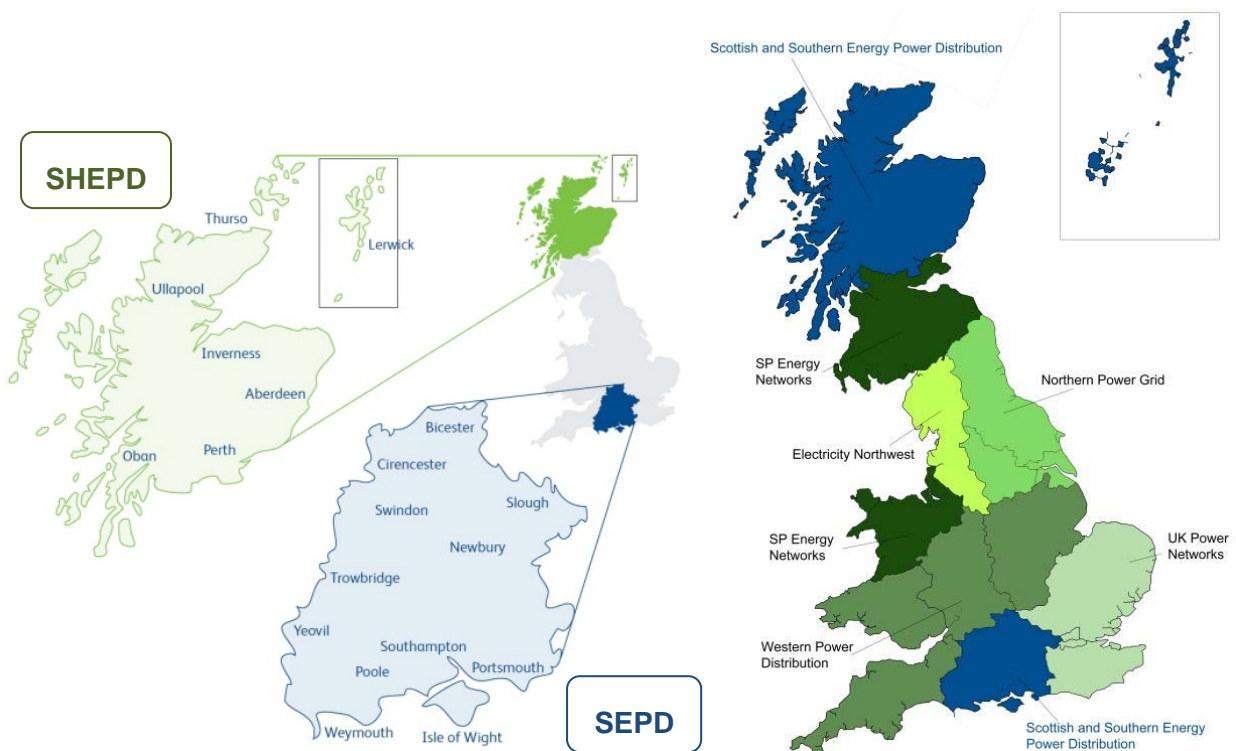 SHEPD
Thurso
Lerwick
Ullapool
Inverness
Aberdeen
Perth
Oban
Bicester
Cirencester
Slough
Swindon
Newbury
Trowbridge
Yeovil
Southampton
Poole
Portsmouth
Weymouth
Isle of Wight
SEPD
Scottish and Southern Energy Power Distribution
SP Energy
Networks
Northern Power Grid
Electricity Northwest
SP Energy
Networks
UK Power
Networks
Western Power
Distribution
Scottish and Southern Energy
Power Distribution